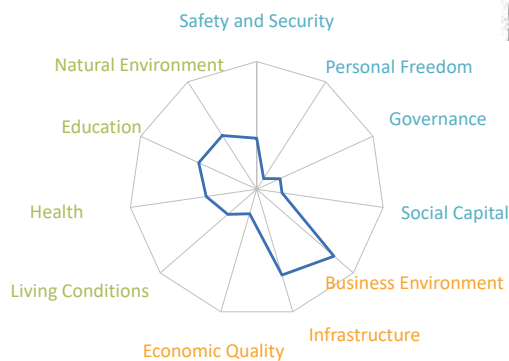 Safety and Security
Natural Environment
Personal Freedom
Education
Governance
Health
Social Capital
Living Conditions
Business Environment
Infrastructure
Economic Quality